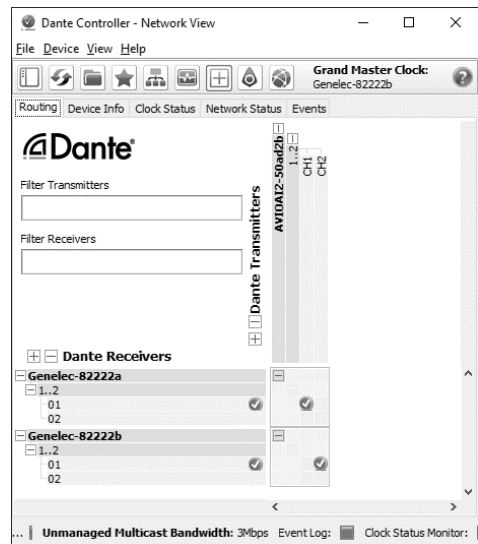 Dante Controller - Network View
File Device View Help
Grand Master Clock:
Genelec-82222b
Routing Device Info Clock Status Network Status Events
Dante®
Filter Transmitters
Filter Receivers
Dante Transmitters
AVIOAI2-50ad2b
1..2
CH1
CH2
Dante Receivers
Genelec-82222a
1..2
01
02
Genelec-82222b
1..2
01
02
... Unmanaged Multicast Bandwidth: 3Mbps Event Log: Clock Status Monitor: